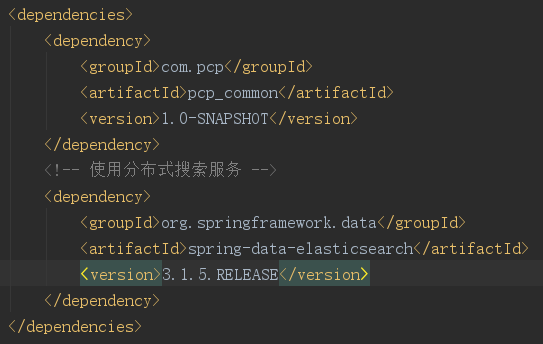 <dependencies>
<dependency>
<groupId>com.pcp</groupId>
<artifactId>pcp_common</artifactId>
<version>1.0-SNAPSHOT</version>
</dependency>
<!-- 使用分布式搜索服务 -->
<dependency>
<groupId>org.springframework.data</groupId>
<artifactId>spring-data-elasticsearch</artifactId>
<version>3.1.5.RELEASE</version>
</dependency>
</dependencies>